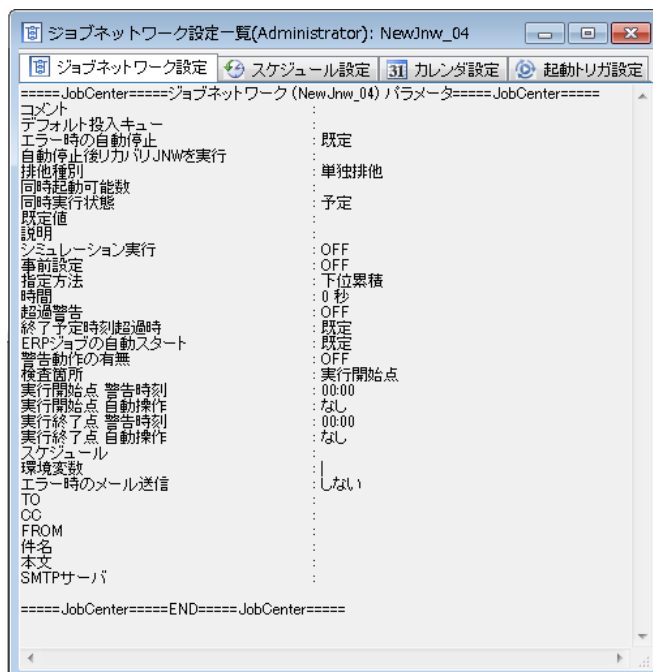 ジョブネットワーク設定一覧(Administrator): NewJnw_04
ジョブネットワーク設定 スケジュール設定 31 カレンダ設定 起動トリガ設定
=====JobCenter=====ジョブネットワーク(NewJnw_04)パラメータ=====JobCenter=====
コメント :
デフォルト投入キュー :
エラー時の自動停止 : 既定
自動停止後リカバリJNWを実行 :
排他種別 : 単独排他
同時起動可能数 :
同時実行状態 : 予定
既定値 :
説明 :
シミュレーション実行 : OFF
事前設定 : OFF
指定方法 : 下位累積
時間 : 0 秒
超過警告 : OFF
終了予定時刻超過時 : 既定
ERPジョブの自動スタート : 既定
警告動作の有無 : OFF
検査箇所 : 実行開始点
実行開始点 警告時刻 : 00:00
実行開始点 自動操作 : なし
実行終了点 警告時刻 : 00:00
実行終了点 自動操作 : なし
スケジュール :
環境変数 :
エラー時のメール送信 : しない
TO :
CC :
FROM :
件名 :
本文 :
SMTPサーバ :
=====JobCenter=====END=====JobCenter=====